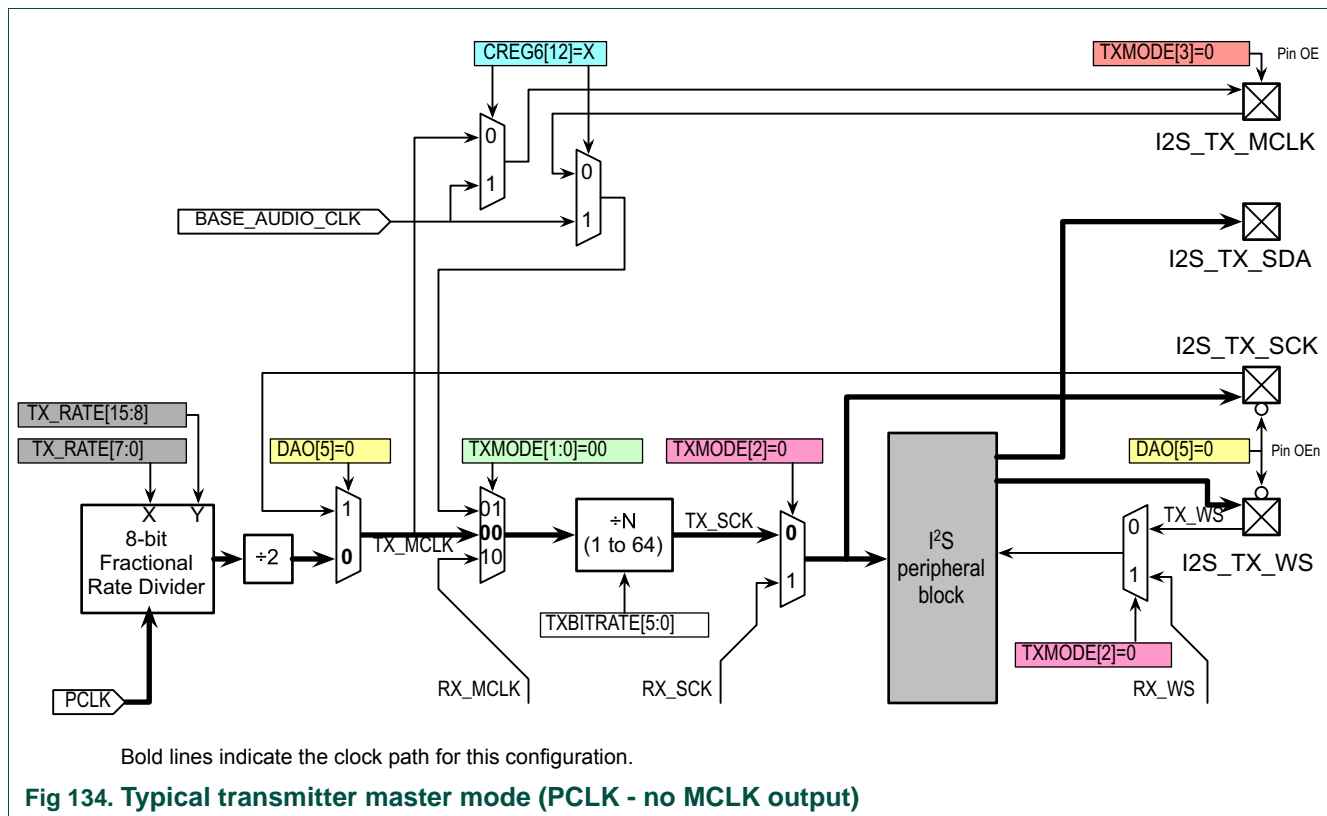 CREG6[12]=X
TXMODE[3]=0
Pin OE
0
1
0
1
I2S_TX_MCLK
BASE_AUDIO_CLK
I2S_TX_SDA
I2S_TX_SCK
TX_RATE[15:8]
TX_RATE[7:0]
DAO[5]=0
TXMODE[1:0]=00
TXMODE[2]=0
DAO[5]=0
Pin OEn
X Y
8-bit
Fractional
Rate Divider
÷2
1
0
TX_MCLK
01
00
10
÷N
(1 to 64)
TX_SCK
0
1
I²S
peripheral
block
TX_WS
0
1
I2S_TX_WS
TXBITRATE[5:0]
TXMODE[2]=0
PCLK
RX_MCLK
RX_SCK
RX_WS
Bold lines indicate the clock path for this configuration.
Fig 134. Typical transmitter master mode (PCLK - no MCLK output)